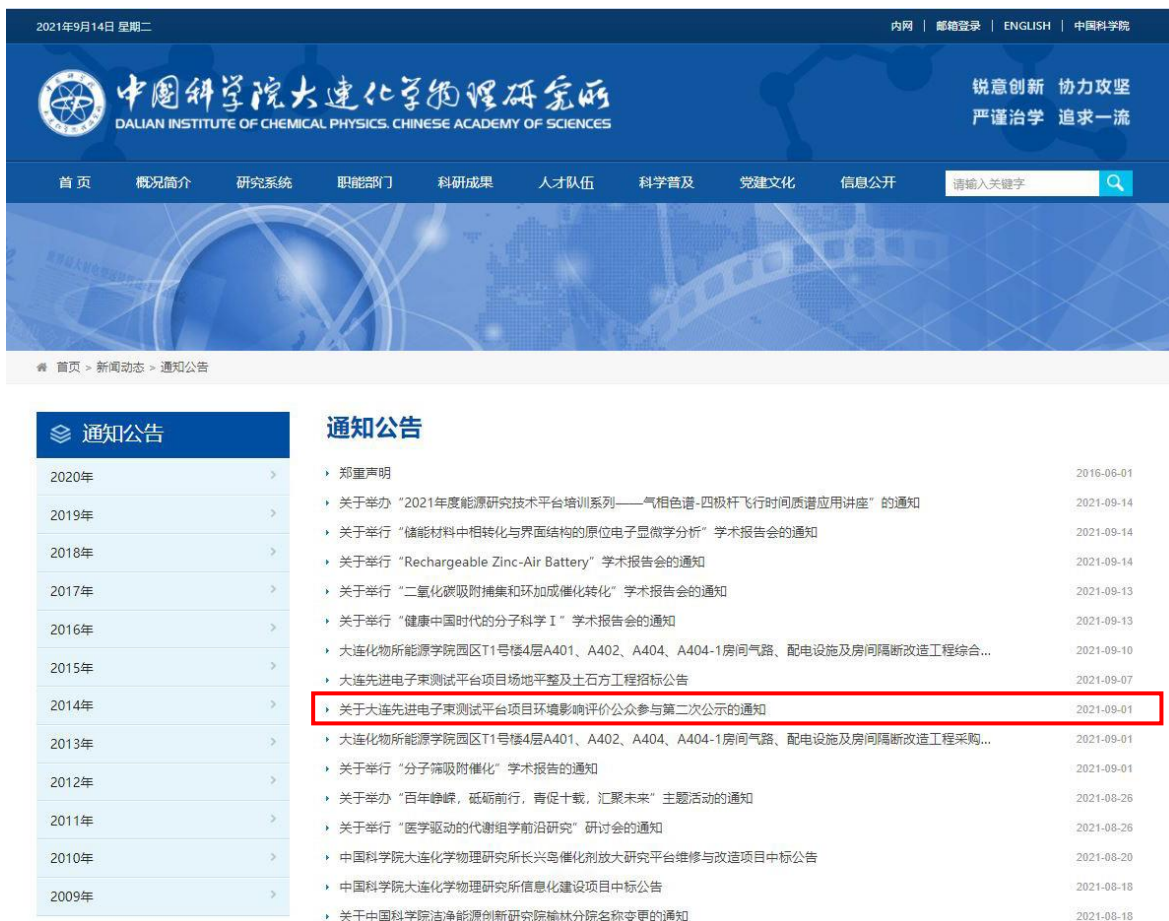 2021年9月14日 星期二
内网 | 邮箱登录 | ENGLISH | 中国科学院
中国科学院大连化学物理研究所
DALIAN INSTITUTE OF CHEMICAL PHYSICS. CHINESE ACADEMY OF SCIENCES
锐意创新 协力攻坚
严谨治学 追求一流
首 页 概况简介 研究系统 职能部门 科研成果 人才队伍 科学普及 党建文化 信息公开 请输入关键字
首页 > 新闻动态 > 通知公告
通知公告
2020年
2019年
2018年
2017年
2016年
2015年
2014年
2013年
2012年
2011年
2010年
2009年
通知公告
郑重声明 2016-06-01
关于举办“2021年度能源研究技术平台培训系列——气相色谱-四极杆飞行时间质谱应用讲座”的通知 2021-09-14
关于举行“储能材料中相转化与界面结构的原位电子显微学分析”学术报告会的通知 2021-09-14
关于举行“Rechargeable Zinc-Air Battery”学术报告会的通知 2021-09-14
关于举行“二氧化碳吸附捕集和环加成催化转化”学术报告会的通知 2021-09-13
关于举行“健康中国时代的分子科学Ⅰ”学术报告会的通知 2021-09-13
大连化物所能源学院园区T1号楼4层A401、A402、A404、A404-1房间气路、配电设施及房间隔断改造工程综合... 2021-09-10
大连先进电子束测试平台项目场地平整及土石方工程招标公告 2021-09-07
关于大连先进电子束测试平台项目环境影响评价公众参与第二次公示的通知 2021-09-01
大连化物所能源学院园区T1号楼4层A401、A402、A404、A404-1房间气路、配电设施及房间隔断改造工程采购... 2021-09-01
关于举行“分子筛吸附催化”学术报告的通知 2021-09-01
关于举办“百年峥嵘，砥砺前行，青促十载，汇聚未来”主题活动的通知 2021-08-26
关于举行“医学驱动的代谢组学前沿研究”研讨会的通知 2021-08-26
中国科学院大连化学物理研究所长兴岛催化剂放大研究平台维修与改造项目中标公告 2021-08-20
中国科学院大连化学物理研究所信息化建设项目中标公告 2021-08-18
关于中国科学院洁净能源创新研究院榆林分院名称变更的通知 2021-08-18